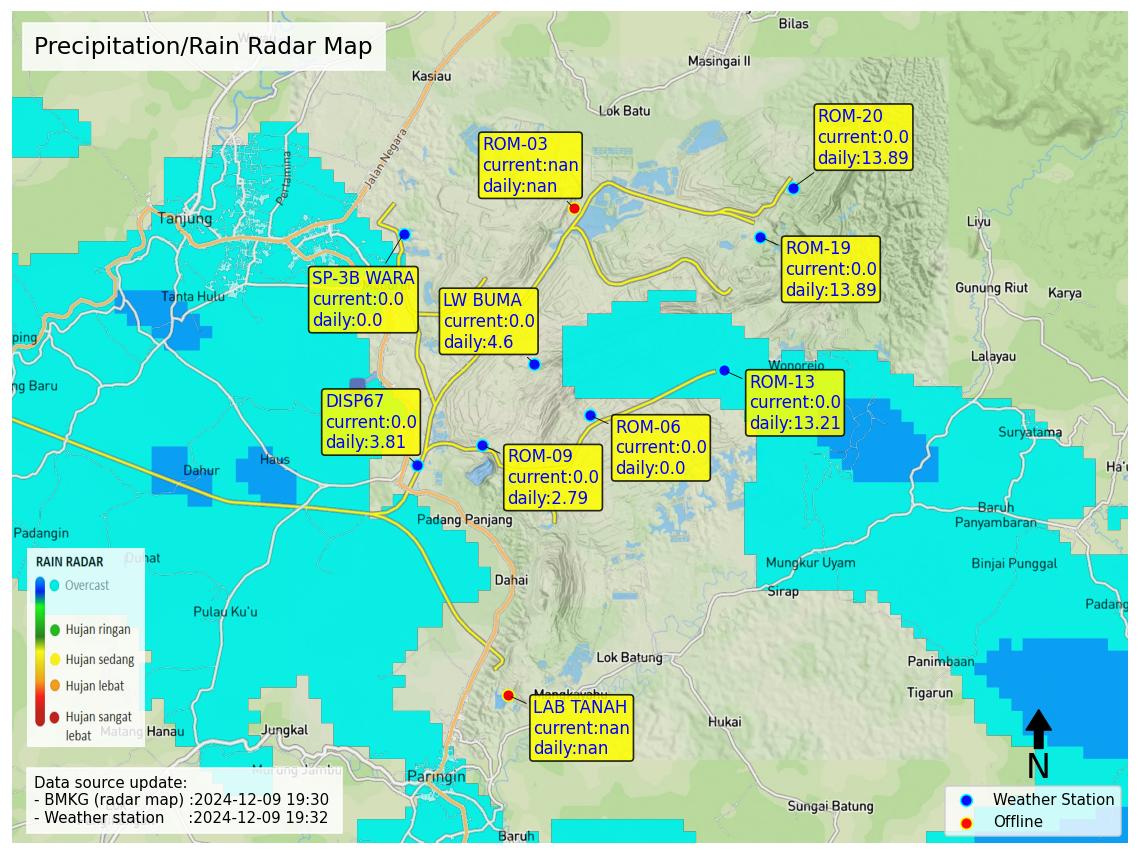 Precipitation/Rain Radar Map
Bilas
Masingai II
Kasiau
Lok Batu
ROM-20
current:0.0
daily:13.89
ROM-03
current:nan
daily:nan
Jalan Negara
Pertamina
Tanjung
Liyu
ROM-19
current:0.0
daily:13.89
SP-3B WARA
current:0.0
daily:0.0
LW BUMA
current:0.0
daily:4.6
Tanta Hulu
Gunung Riut
Karya
ping
Lalayau
Wonorejo
ng Baru
ROM-13
current:0.0
daily:13.21
DISP67
current:0.0
daily:3.81
ROM-06
current:0.0
daily:0.0
Suryatama
ROM-09
current:0.0
daily:2.79
Haus
Dahur
Ha'u
Baruh
Panyambaran
Padang Panjang
Padangin
Mungkur Uyam
Binjai Punggal
RAIN RADAR
Overcast
Hujan ringan
Hujan sedang
Hujan lebat
Hujan sangat
lebat
Dahai
Sirap
Padang
Pulau Ku'u
Lok Batung
Panimbaan
Tigarun
LAB TANAH
current:nan
daily:nan
Hukai
Matang Hanau
Jungkal
Murung Jambu
Paringin
N
Data source update:
- BMKG (radar map) :2024-12-09 19:30
- Weather station :2024-12-09 19:32
Sungai Batung
Baruh
Weather Station
Offline